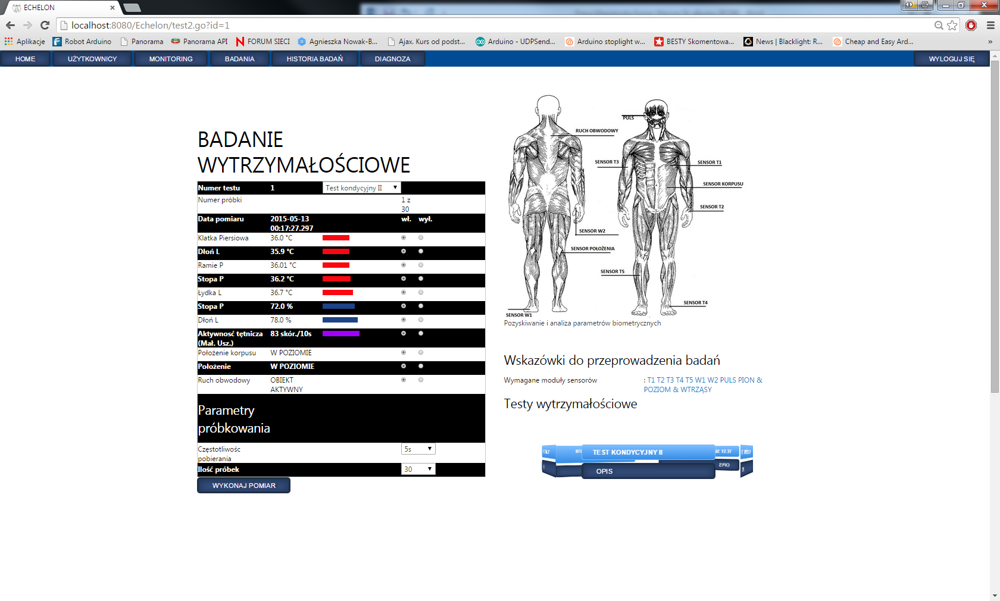 ECHELON
localhost:8080/Echelon/test2.go?id=1
Aplikacje
Robot Arduino
Panorama
Panorama API
FORUM SIECI
Agnieszka Nowak-B...
Ajax. Kurs od podst...
Arduino - UDPSend...
Arduino stoplight w...
BESTY Skomentowa...
News | Blacklight: R...
Cheap and Easy Ard...
»
HOME
UŻYTKOWNICY
MONITORING
BADANIA
HISTORIA BADAŃ
DIAGNOZA
WYLOGUJ SIĘ
BADANIE
WYTRZYMAŁOŚCIOWE
Numer testu 1 Test kondycyjny II
Numer próbki 1 z
30
Data pomiaru 2015-05-13 wł. wył.
00:17:27.297
Klatka Piersiowa 36.0 °C
Dłoń L 35.9 °C
Ramie P 36.01 °C
Stopa P 36.2 °C
Łydka L 36.7 °C
Stopa P 72.0 %
Dłoń L 78.0 %
Aktywnosć tętnicza 83 skór./10s
(Mał. Usz.)
Położenie korpusu W POZIOMIE
Położenie W POZIOMIE
Ruch obwodowy OBIEKT
AKTYWNY
Parametry
próbkowania
Częstotliwośc 5s
pobierania
Ilość próbek 30
WYKONAJ POMIAR
PULS
RUCH OBWODOWY
SENSOR T3
SENSOR T1
SENSOR KORPUSU
SENSOR T2
SENSOR W2
SENSOR POŁOŻENIA
SENSOR T5
SENSOR T4
SENSOR W1
Pozyskiwanie i analiza parametrów biometrycznych
Wskazówki do przeprowadzenia badań
Wymagane moduły sensorów : T1 T2 T3 T4 T5 W1 W2 PULS PION &
POZIOM & WTRZĄSY
Testy wytrzymałościowe
TEST KONDYCYJNY II
OPIS